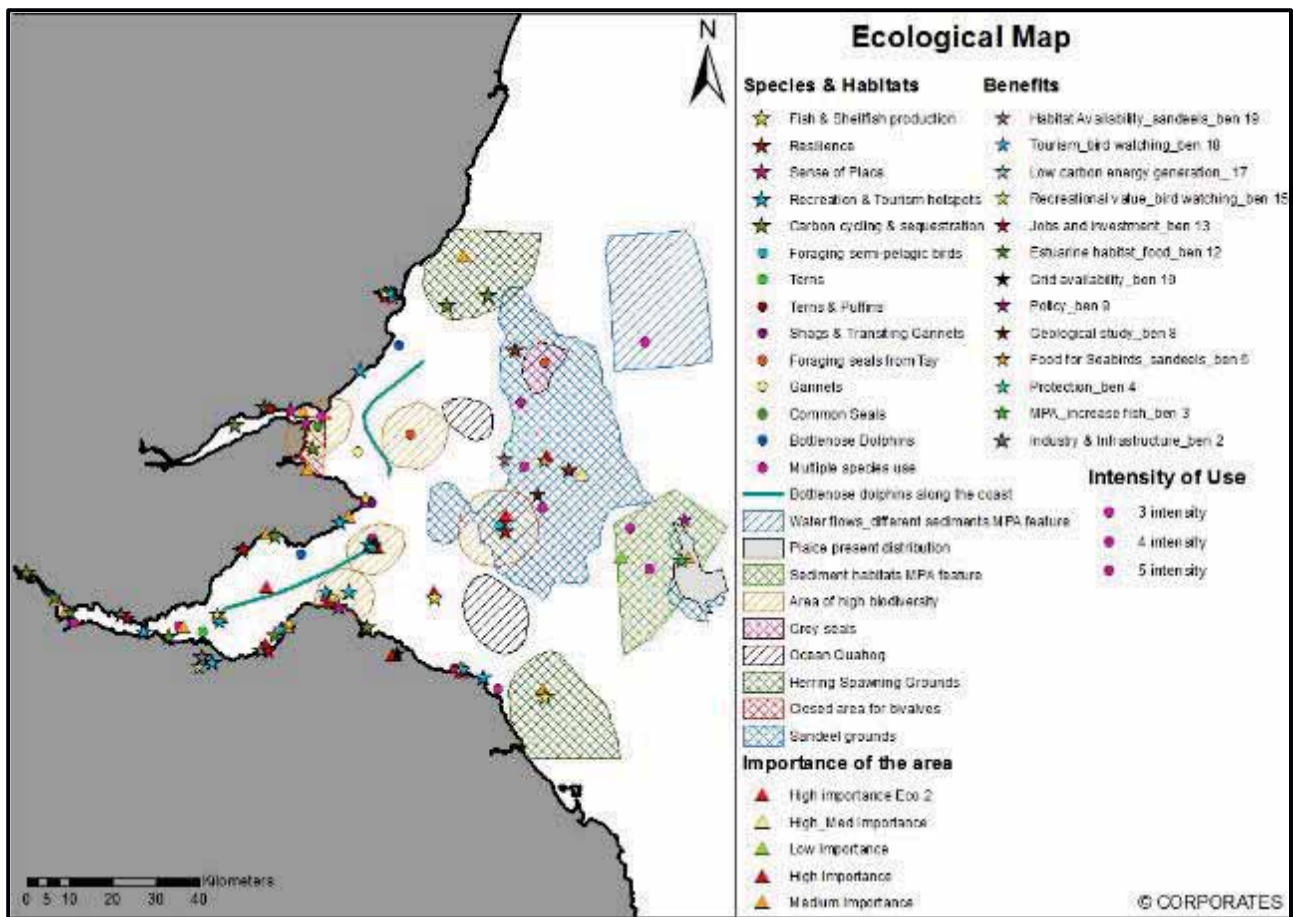 N
Ecological Map
Species & Habitats
Fish & Shellfish production
Resilience
Sense of Place
Recreation & Tourism hotspots
Carbon cycling & sequestration
Foraging semi-pelagic birds
Terns
Terns & Puffins
Shags & Transiting Gannets
Foraging seals from Tay
Gannets
Common Seals
Bottlenose Dolphins
Multiple species use
Bottenose dolphins along the coast
Water flows_different sediments MPA feature
Plaice present distribution
Sediment habitats MPA feature
Area of high biodiversity
Grey seals
Ocean Quahog
Herring Spawning Grounds
Closed area for bivalves
Sandeel grounds
Importance of the area
High importance Eco 2
High_Med Importance
Low Importance
High Importance
Medium Importance
Benefits
Habitat Availability_sandeels_ben 19
Tourism_bird watching_ben 18
Low carbon energy generation_ 17
Recreational value_bird watching_ben 15
Jobs and investment_ben 13
Estuarine habitat_food_ben 12
Grid availability_ben 10
Policy_ben 9
Geological study_ben 8
Food for Seabirds_sandeels_ben 5
Protection_ben 4
MPA_increase fish_ben 3
Industry & Infrastructure_ben 2
Intensity of Use
3 intensity
4 intensity
5 intensity
Kilometers
0 5 10 20 30 40
© CORPORATES